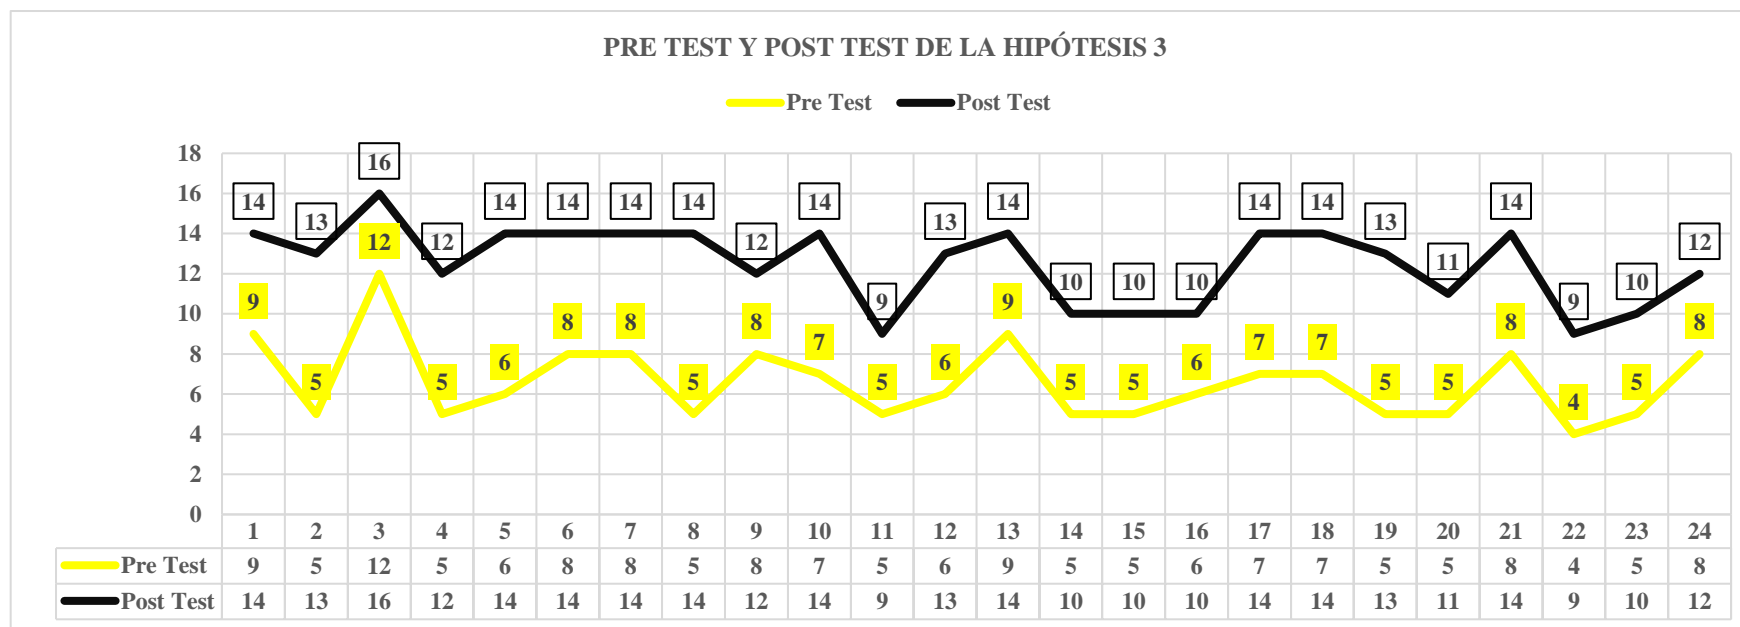 PRE TEST Y POST TEST DE LA HIPÓTESIS 3
Pre Test Post Test
18
16
14
12
10
8
6
4
2
0
14 13 16 12 14 14 14 14 12 14 9 13 14 10 10 10 14 14 13 11 14 9 10 12
9 5 12 5 6 8 8 5 8 7 5 6 9 5 5 6 7 7 5 5 8 4 5 8
1 2 3 4 5 6 7 8 9 10 11 12 13 14 15 16 17 18 19 20 21 22 23 24
Pre Test 9 5 12 5 6 8 8 5 8 7 5 6 9 5 5 6 7 7 5 5 8 4 5 8
Post Test 14 13 16 12 14 14 14 14 12 14 9 13 14 10 10 10 14 14 13 11 14 9 10 12